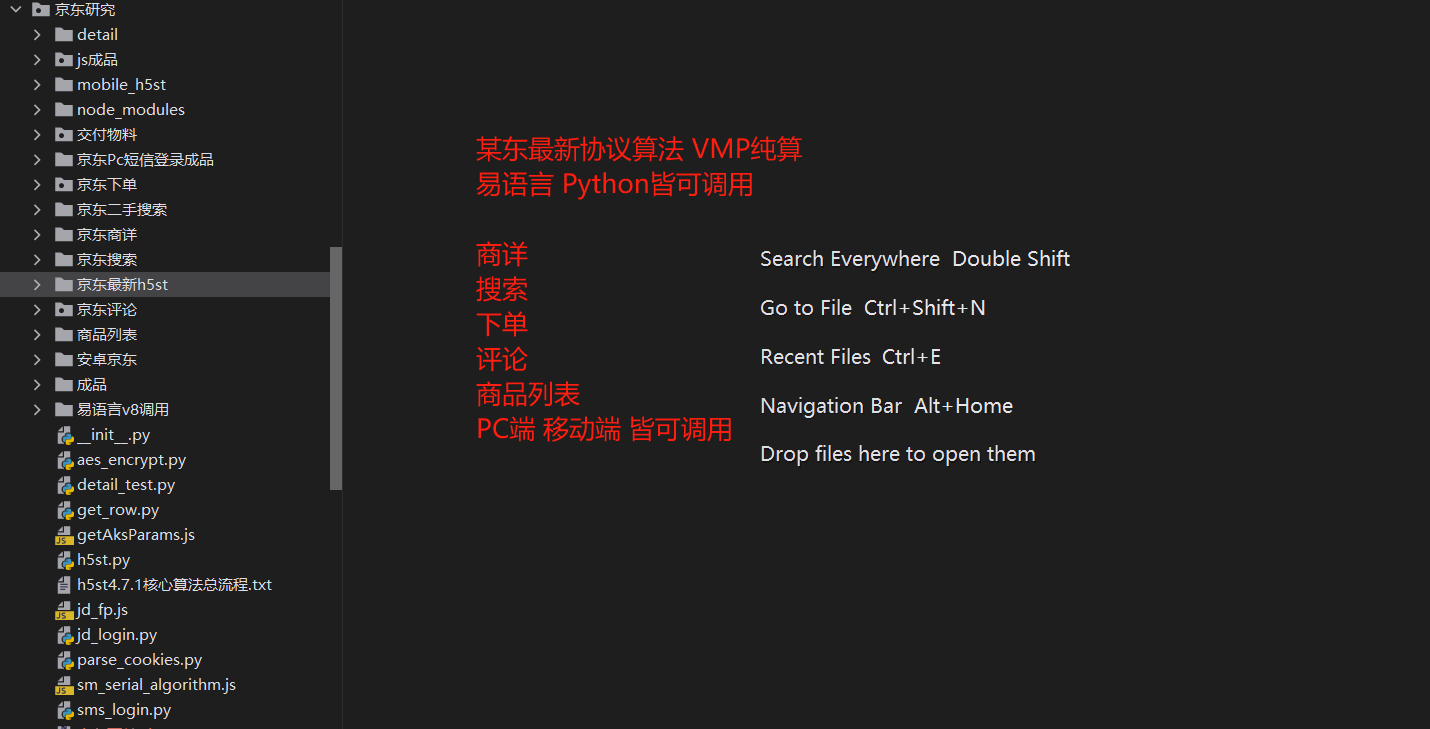 京东研究
detail
js成品
mobile_h5st
node_modules
交付物料
京东Pc短信登录成品
京东下单
京东二手搜索
京东商详
京东搜索
京东最新h5st
京东评论
商品列表
安卓京东
成品
易语言v8调用
__init__.py
aes_encrypt.py
detail_test.py
get_row.py
getAksParams.js
h5st.py
h5st4.7.1核心算法总流程.txt
jd_fp.js
jd_login.py
parse_cookies.py
sm_serial_algorithm.js
sms_login.py
某东最新协议算法 VMP纯算
易语言 Python皆可调用
商详
搜索
下单
评论
商品列表
PC端 移动端 皆可调用
Search Everywhere Double Shift
Go to File Ctrl+Shift+N
Recent Files Ctrl+E
Navigation Bar Alt+Home
Drop files here to open them